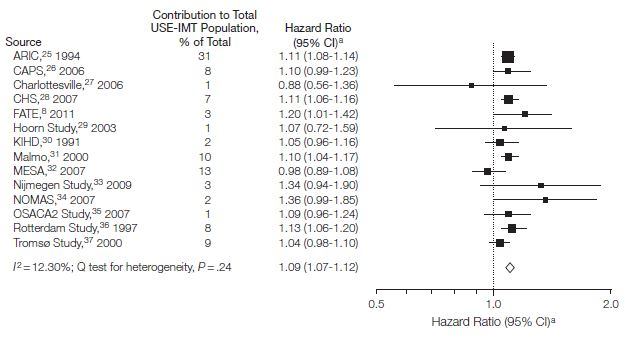 Contribution to Total
USE-IMT Population,
% of Total
Hazard Ratio
(95% CI)a
Source
ARIC,25 1994 31 1.11 (1.08-1.14)
CAPS,26 2006 8 1.10 (0.99-1.23)
Charlottesville,27 2006 1 0.88 (0.56-1.36)
CHS,28 2007 7 1.11 (1.06-1.16)
FATE,8 2011 3 1.20 (1.01-1.42)
Hoorn Study,29 2003 1 1.07 (0.72-1.59)
KIHD,30 1991 2 1.05 (0.96-1.16)
Malmo,31 2000 10 1.10 (1.04-1.17)
MESA,32 2007 13 0.98 (0.89-1.08)
Nijmegen Study,33 2009 3 1.34 (0.94-1.90)
NOMAS,34 2007 2 1.36 (0.99-1.85)
OSACA2 Study,35 2007 1 1.09 (0.96-1.24)
Rotterdam Study,36 1997 8 1.13 (1.06-1.20)
Tromsø Study,37 2000 9 1.04 (0.98-1.10)
I2 = 12.30%; Q test for heterogeneity, P = .24 1.09 (1.07-1.12)
0.5 1.0 2.0
Hazard Ratio (95% CI)a